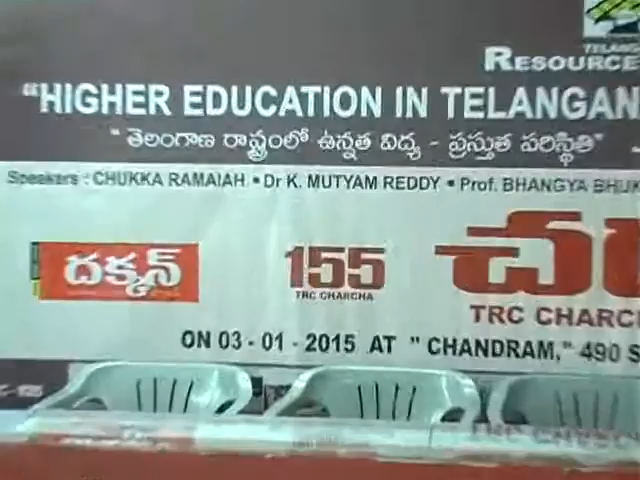 RESOURCE
"HIGHER EDUCATION IN TELANGAN
"తెలంగాణ రాష్ట్రంలో ఉన్నత విద్య - ప్రస్తుత పరిస్థితి"
Speakers : CHUKKA RAMAIAH • Dr K. MUTYAM REDDY • Prof. BHANGYA BHUK
దక్కన్
155
TRC CHARCHA
TRC CHARC
ON 03 - 01 - 2015 AT " CHANDRAM," 490 S